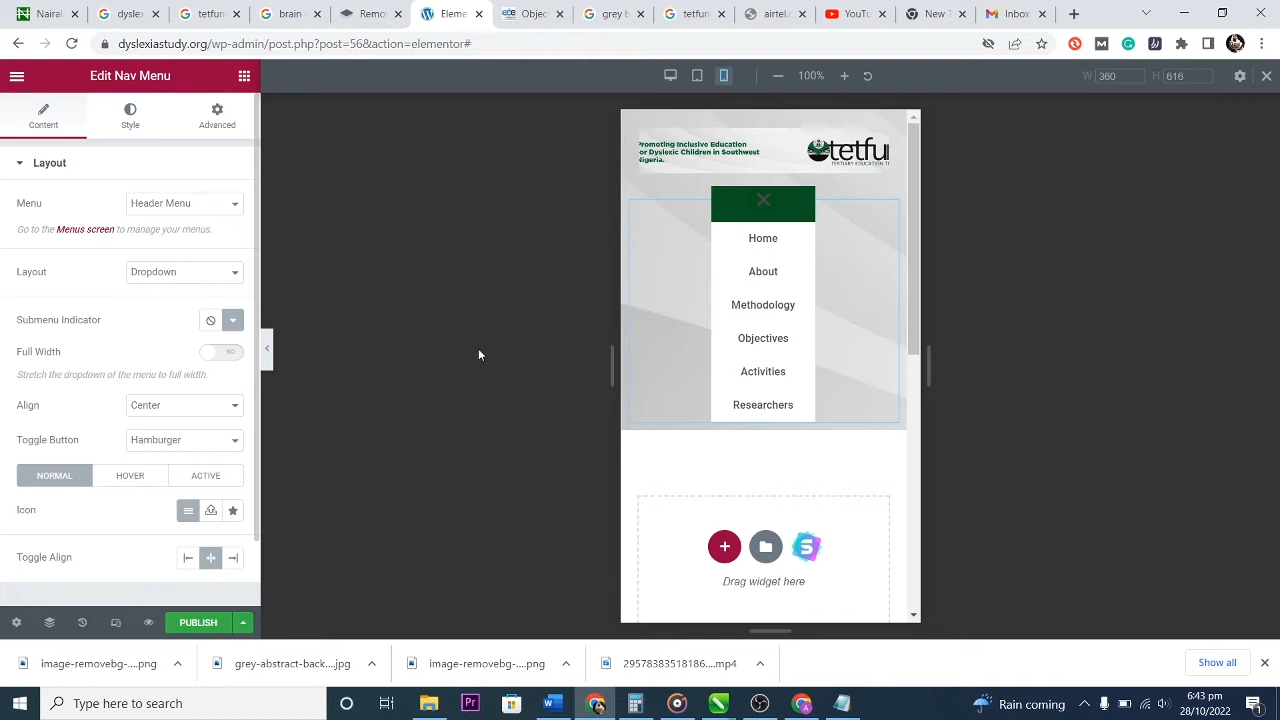 Nairal
G tetfun
G brain
Remo
Eleme
Objec
G grey b
G tetfun
airtel.c
YouTu
New T
Inbox
dyslexiastudy.org/wp-admin/post.php?post=56&action=elementor#
Edit Nav Menu
100%
W 360 H 616
Content Style Advanced
Layout
Menu Header Menu
Go to the Menus screen to manage your menus.
Layout Dropdown
Submenu Indicator
Full Width NO
Stretch the dropdown of the menu to full width.
Align Center
Toggle Button Hamburger
NORMAL HOVER ACTIVE
Icon
Toggle Align
PUBLISH
Promoting Inclusive Education
or Dyslexic Children in Southwest
Nigeria.
tetfu
TERTIARY EDUCATION T
Home
About
Methodology
Objectives
Activities
Researchers
Drag widget here
image-removebg-....png
grey-abstract-back....jpg
image-removebg-....png
29578383518186....mp4
Show all
Type here to search
Rain coming
6:43 pm
28/10/2022